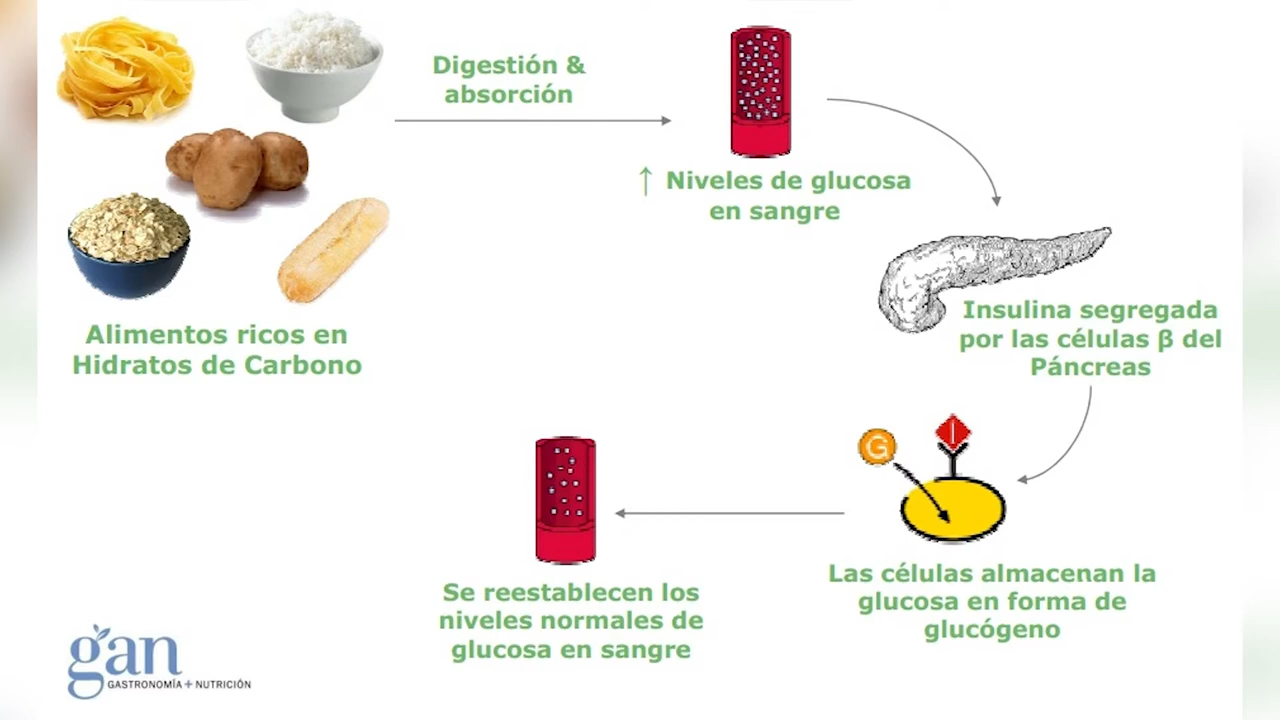 Digestión &
absorción
↑ Niveles de glucosa
en sangre
Alimentos ricos en
Hidratos de Carbono
Insulina segregada
por las células β del
Páncreas
G
I
Las células almacenan la
glucosa en forma de
glucógeno
Se reestablecen los
niveles normales de
glucosa en sangre
gan
GASTRONOMÍA + NUTRICIÓN